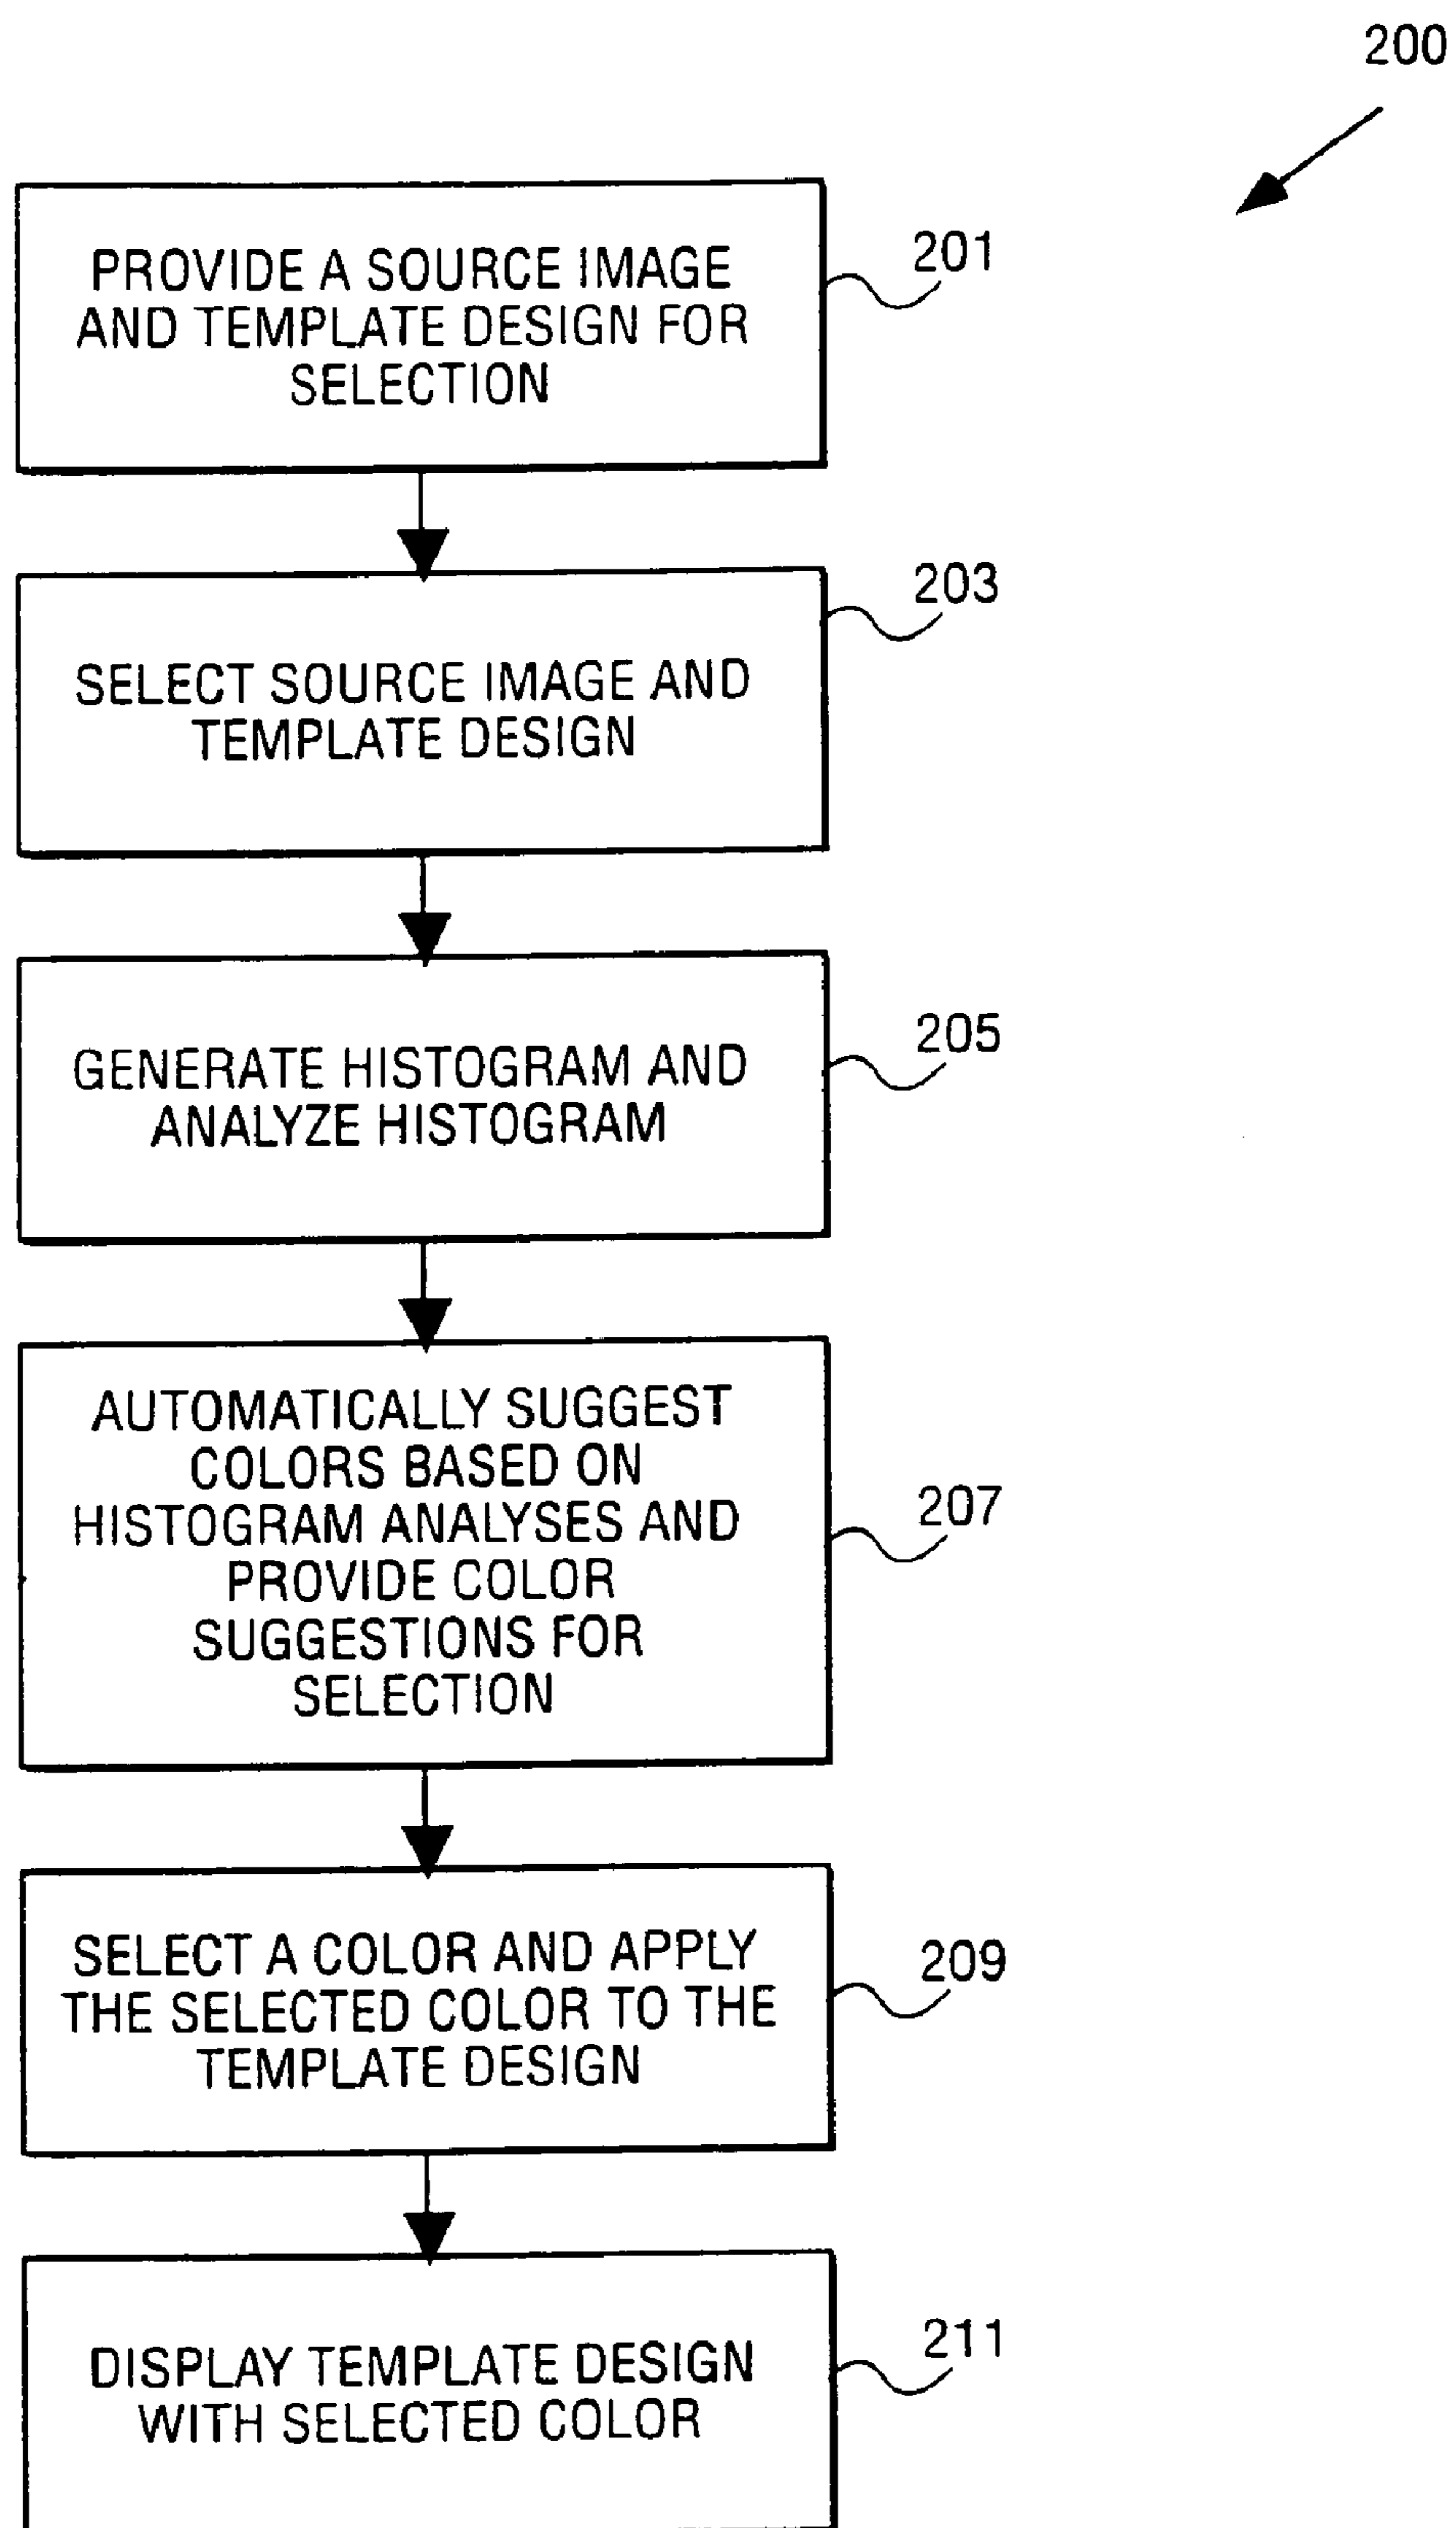 200
PROVIDE A SOURCE IMAGE
AND TEMPLATE DESIGN FOR
SELECTION
201
SELECT SOURCE IMAGE AND
TEMPLATE DESIGN
203
GENERATE HISTOGRAM AND
ANALYZE HISTOGRAM
205
AUTOMATICALLY SUGGEST
COLORS BASED ON
HISTOGRAM ANALYSES AND
PROVIDE COLOR
SUGGESTIONS FOR
SELECTION
207
SELECT A COLOR AND APPLY
THE SELECTED COLOR TO THE
TEMPLATE DESIGN
209
DISPLAY TEMPLATE DESIGN
WITH SELECTED COLOR
211